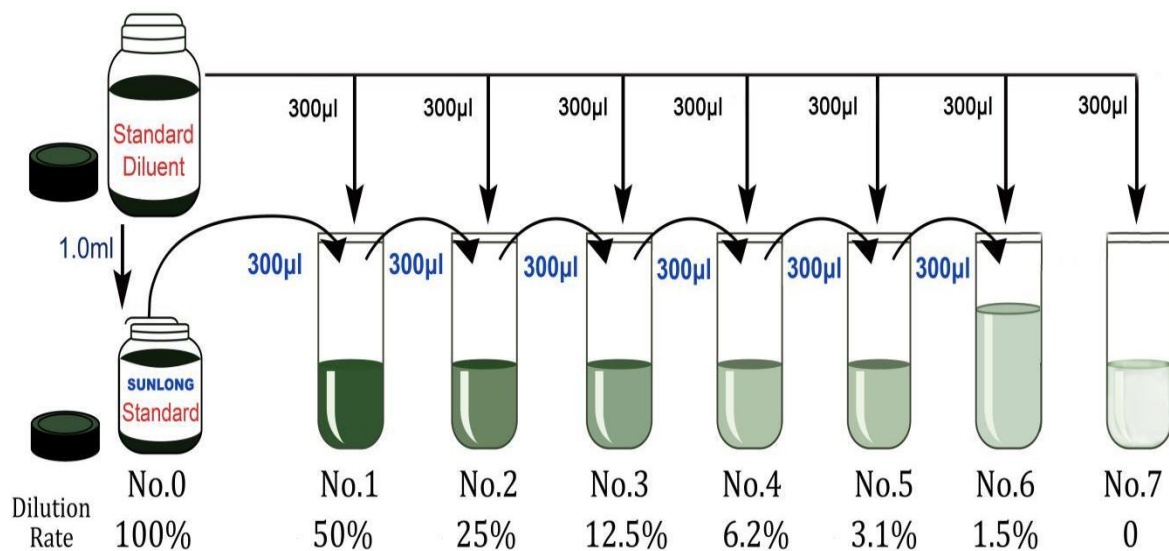 300µl 300µl 300µl 300µl 300µl 300µl 300µl
Standard
Diluent
1.0ml
300µl 300µl 300µl 300µl 300µl 300µl
SUNLONG
Standard
No.0 No.1 No.2 No.3 No.4 No.5 No.6 No.7
Dilution
Rate 100% 50% 25% 12.5% 6.2% 3.1% 1.5% 0